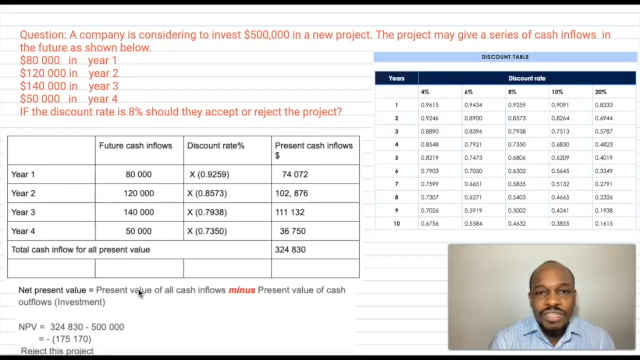 Question: A company is considering to invest $500,000 in a new project. The project may give a series of cash inflows in
the future as shown below.
$80 000 in year 1
$120 000 in year 2
$140 000 in year 3
$50 000 in year 4
IF the discount rate is 8% should they accept or reject the project?
DISCOUNT TABLE
Years Discount rate
4% 6% 8% 10% 20%
1 0.9615 0.9434 0.9259 0.9091 0.8333
2 0.9246 0.8900 0.8573 0.8264 0.6944
3 0.8890 0.8396 0.7938 0.7513 0.5787
4 0.8548 0.7921 0.7350 0.6830 0.4823
5 0.8219 0.7473 0.6806 0.6209 0.4019
6 0.7903 0.7050 0.6302 0.5645 0.3349
7 0.7599 0.6651 0.5835 0.5132 0.2791
8 0.7307 0.6271 0.5403 0.4665 0.2326
9 0.7026 0.5919 0.5002 0.4241 0.1938
10 0.6756 0.5584 0.4632 0.3855 0.1615
Future cash inflows Discount rate% Present cash inflows
$
Year 1 80 000 X (0.9259) 74 072
Year 2 120 000 X (0.8573) 102, 876
Year 3 140 000 X (0.7938) 111 132
Year 4 50 000 X (0.7350) 36 750
Total cash inflow for all present value 324 830
Net present value = Present value of all cash inflows minus Present value of cash
outflows (Investment)
NPV = 324 830 - 500 000
= - (175 170)
Reject this project